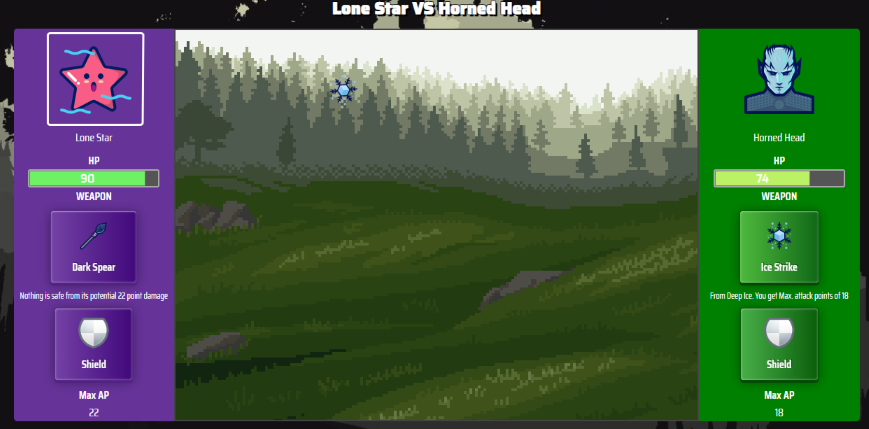 Lone Star VS Horned Head
Lone Star
HP
90
WEAPON
Dark Spear
Nothing is safe from its potential 22 point damage
Shield
Max AP
22
Horned Head
HP
74
WEAPON
Ice Strike
From Deep Ice. You get Max. attack points of 18
Shield
Max AP
18